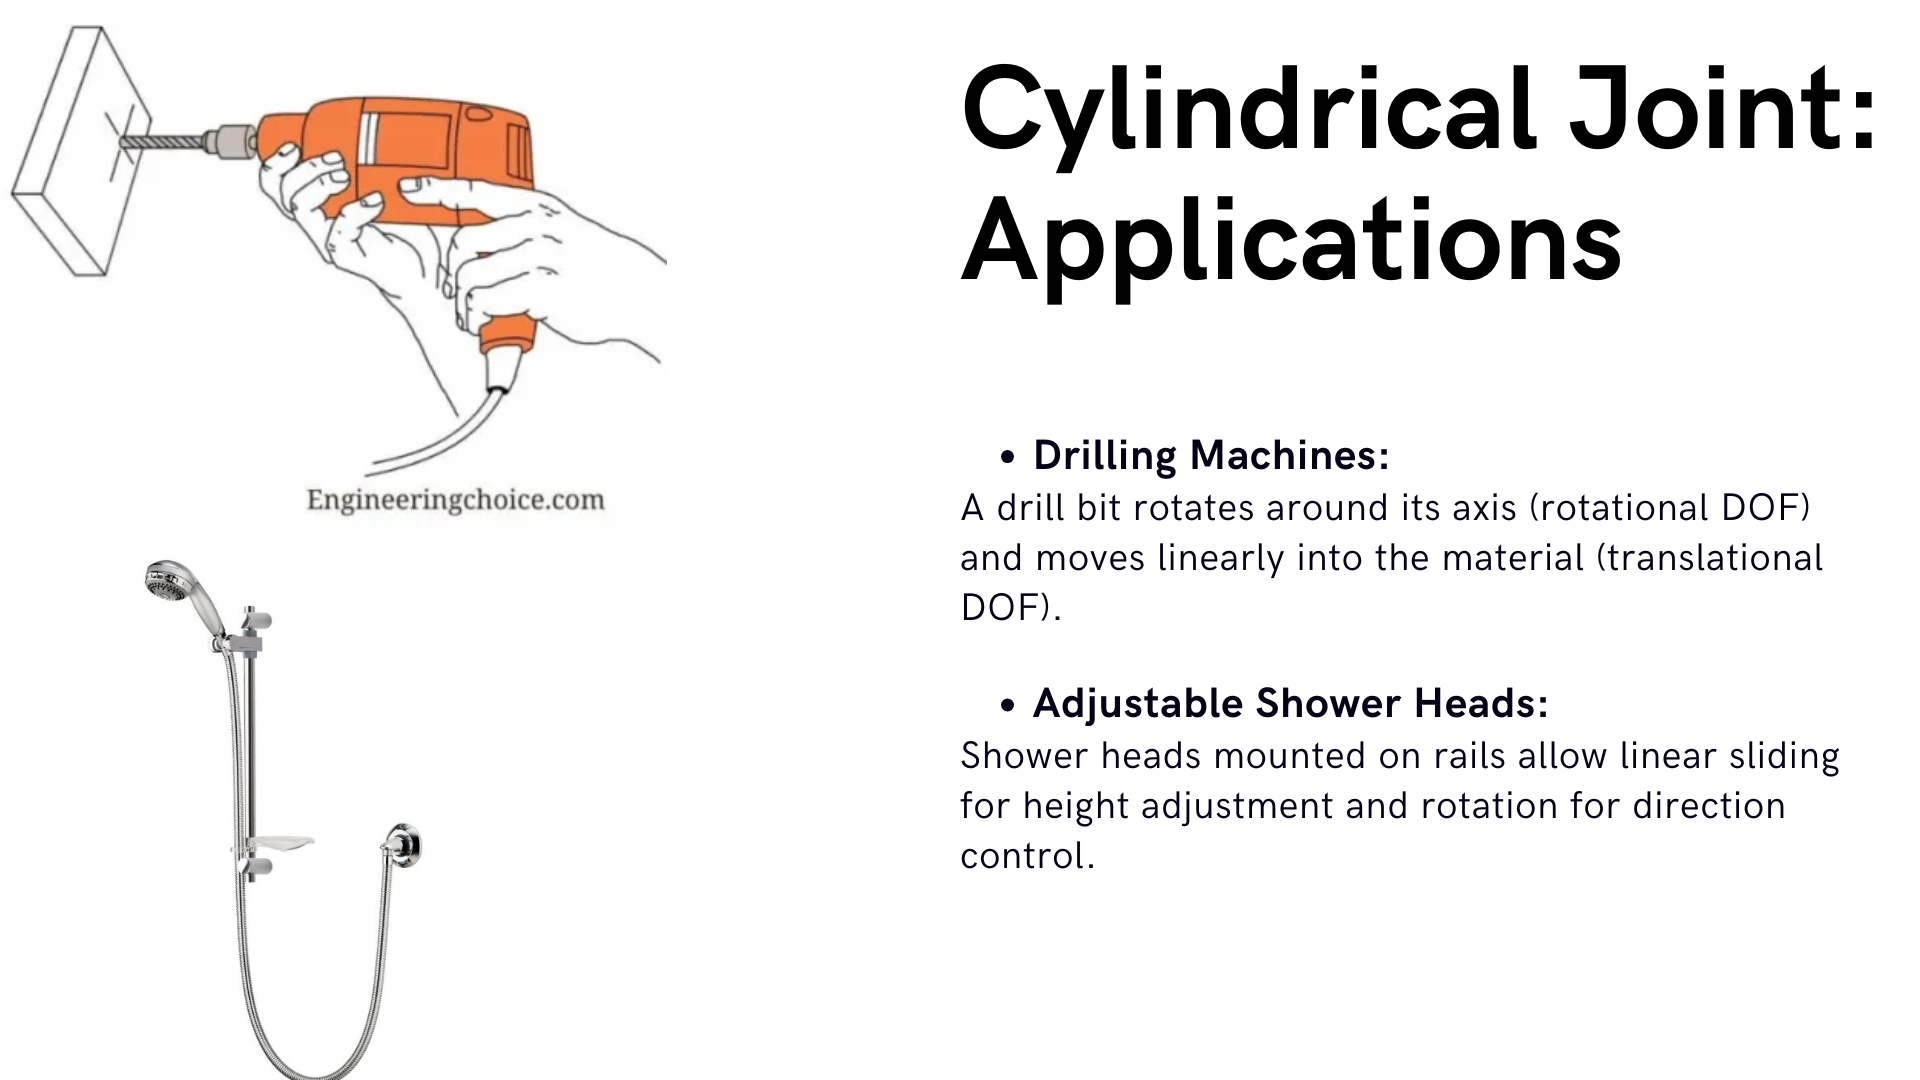 Cylindrical Joint:
Applications
Engineeringchoice.com
• Drilling Machines:
A drill bit rotates around its axis (rotational DOF)
and moves linearly into the material (translational
DOF).
• Adjustable Shower Heads:
Shower heads mounted on rails allow linear sliding
for height adjustment and rotation for direction
control.